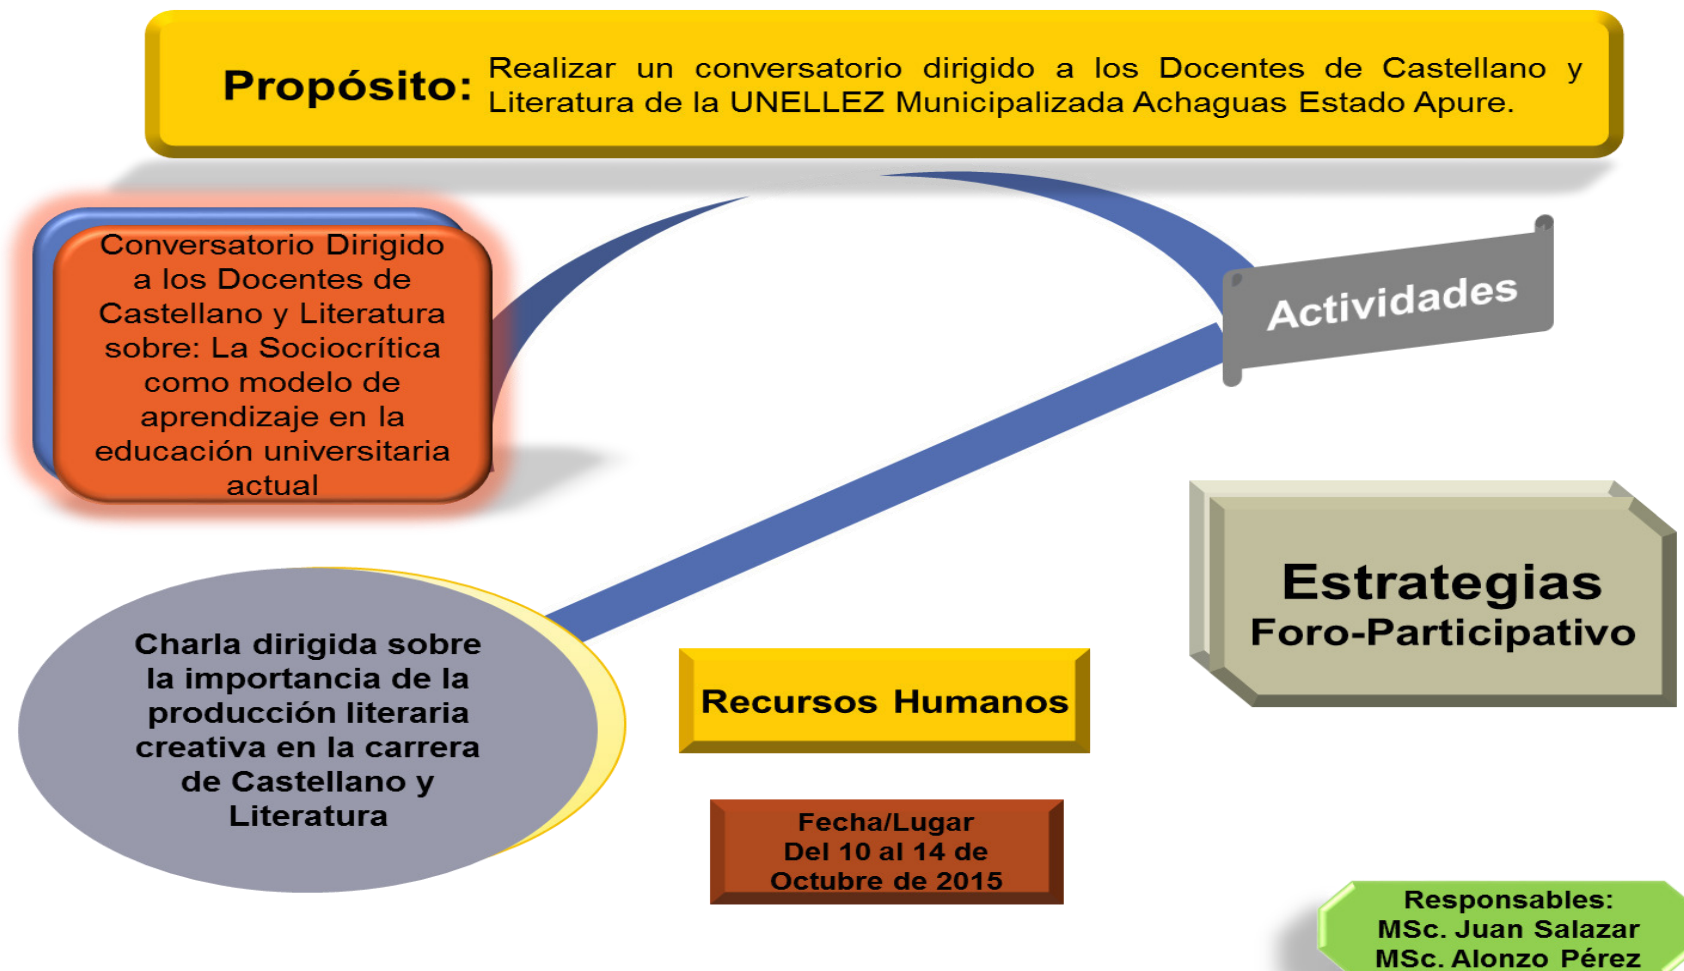 Propósito: Realizar un conversatorio dirigido a los Docentes de Castellano y
Literatura de la UNELLEZ Municipalizada Achaguas Estado Apure.
Conversatorio Dirigido
a los Docentes de
Castellano y Literatura
sobre: La Sociocrítica
como modelo de
aprendizaje en la
educación universitaria
actual
Actividades
Estrategias
Foro-Participativo
Charla dirigida sobre
la importancia de la
producción literaria
creativa en la carrera
de Castellano y
Literatura
Recursos Humanos
Fecha/Lugar
Del 10 al 14 de
Octubre de 2015
Responsables:
MSc. Juan Salazar
MSc. Alonzo Pérez